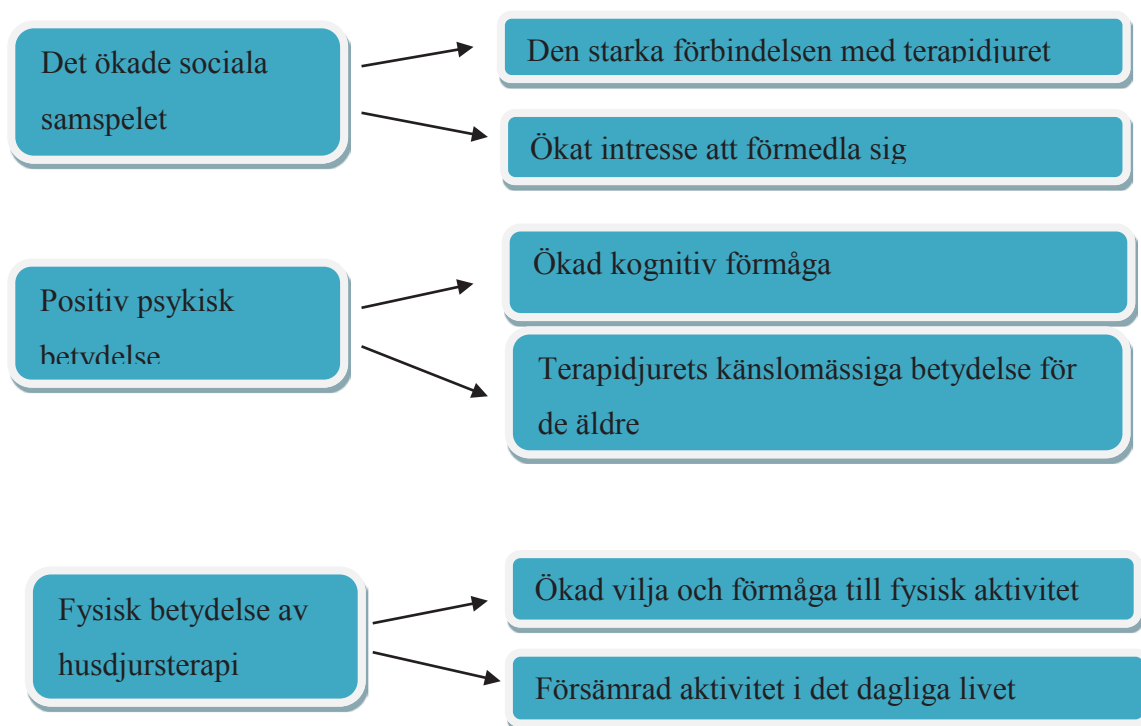 Det ökade sociala
samspelet
Den starka förbindelsen med terapidjuret
Ökat intresse att förmedla sig
Positiv psykisk
betydelse
Ökad kognitiv förmåga
Terapidjurets känslomässiga betydelse för
de äldre
Fysisk betydelse av
husdjursterapi
Ökad vilja och förmåga till fysisk aktivitet
Försämrad aktivitet i det dagliga livet